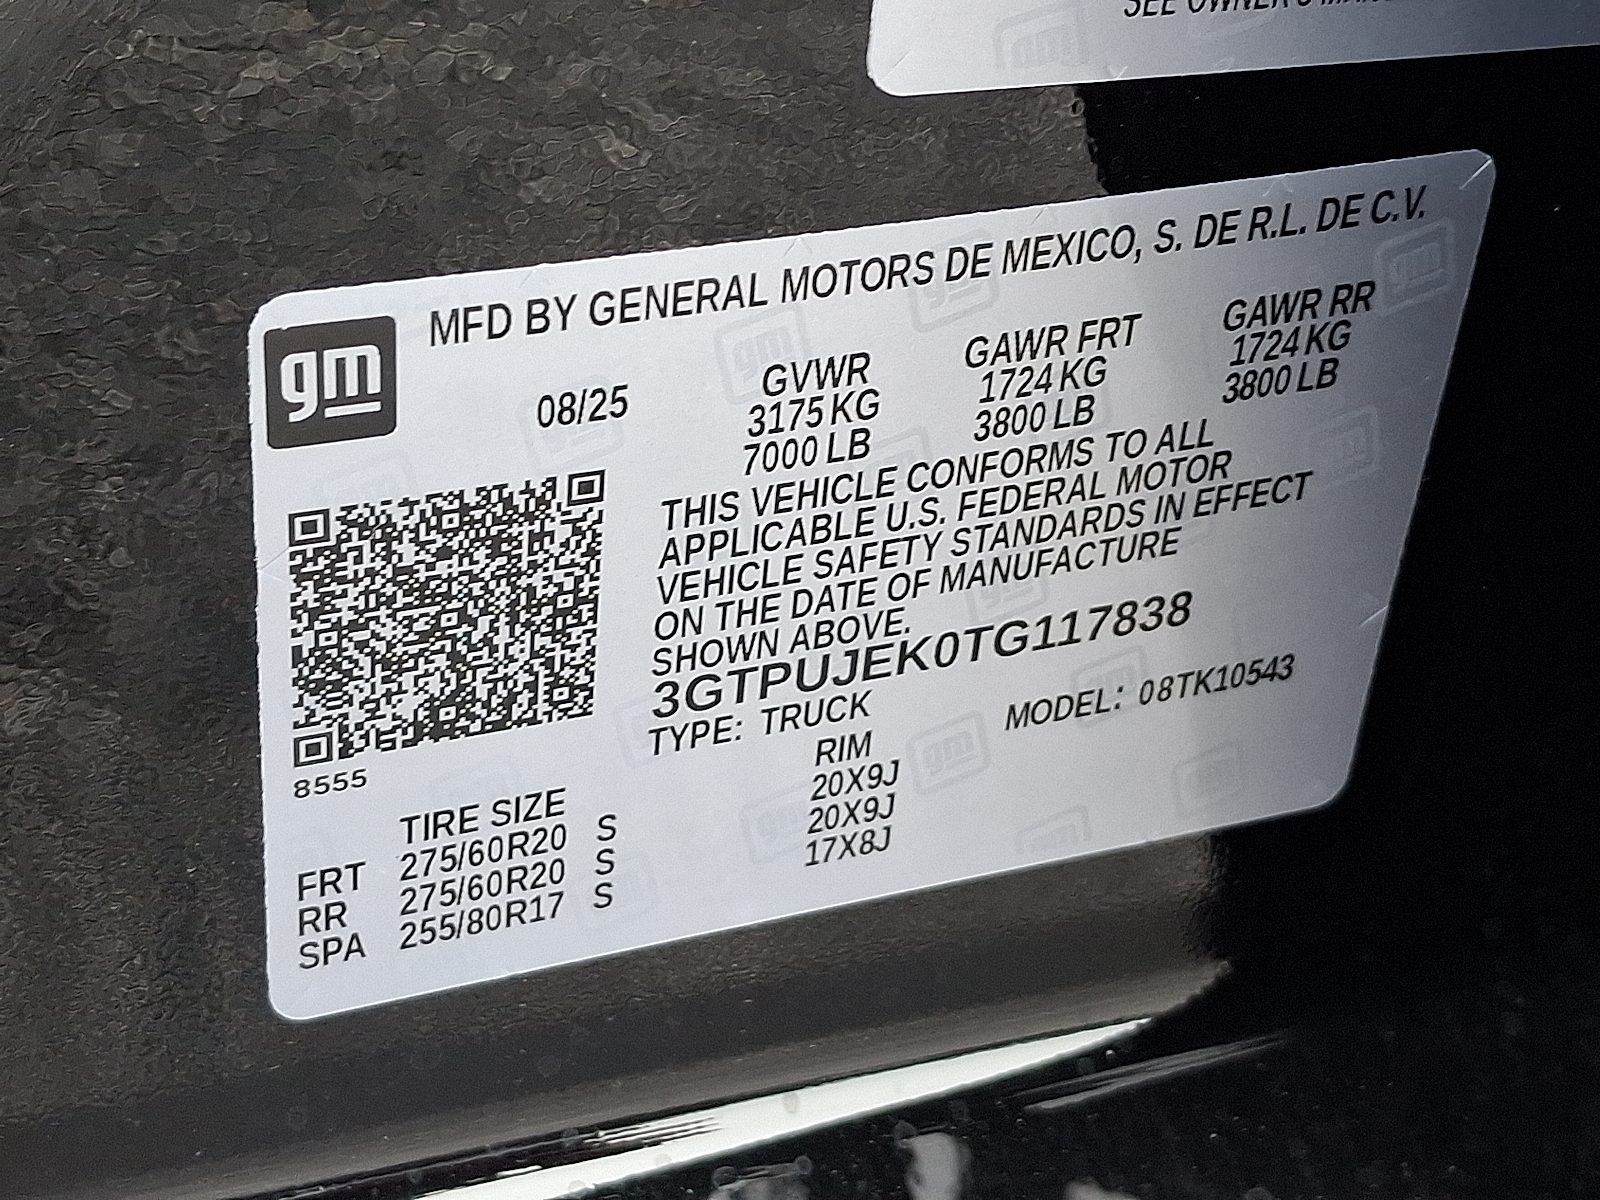 SEE OWNER'S
MFD BY GENERAL MOTORS DE MEXICO, S. DE R.L. DE C.V.
gm
08/25
GVWR GAWR FRT GAWR RR
3175 KG 1724 KG 1724 KG
7000 LB 3800 LB 3800 LB
THIS VEHICLE CONFORMS TO ALL
APPLICABLE U.S. FEDERAL MOTOR
VEHICLE SAFETY STANDARDS IN EFFECT
ON THE DATE OF MANUFACTURE
SHOWN ABOVE.
3GTPUJEK0TG117838
TYPE: TRUCK MODEL: 08TK10543
8555
TIRE SIZE RIM
FRT 275/60R20 S 20X9J
RR 275/60R20 S 20X9J
SPA 255/80R17 S 17X8J